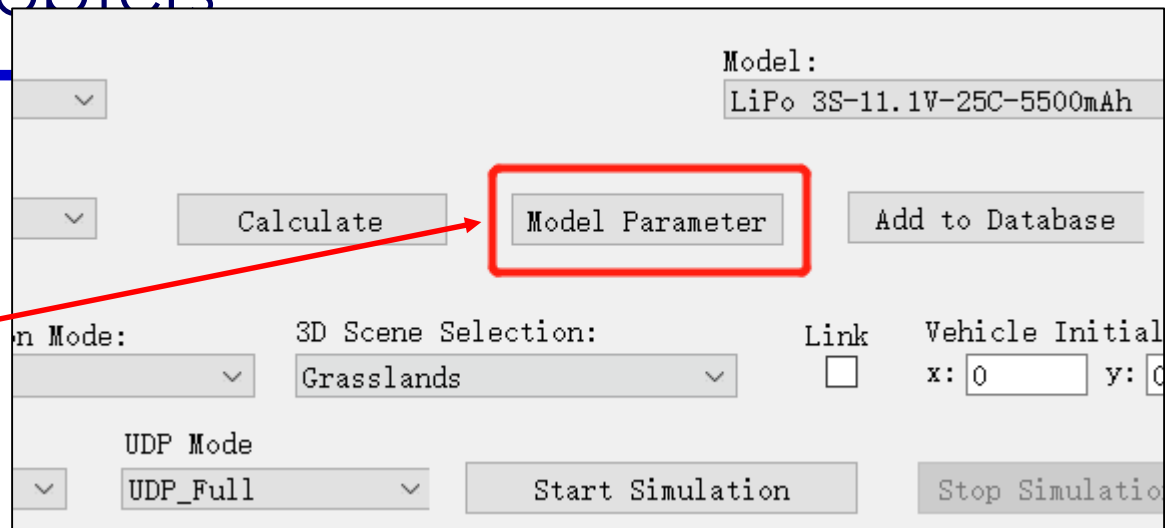 Model:
LiPo 3S-11.1V-25C-5500mAh
Calculate
Model Parameter
Add to Database
n Mode:
3D Scene Selection:
Link
Vehicle Initial
Grasslands
x: 0
y: 0
UDP Mode
UDP_Full
Start Simulation
Stop Simulatio